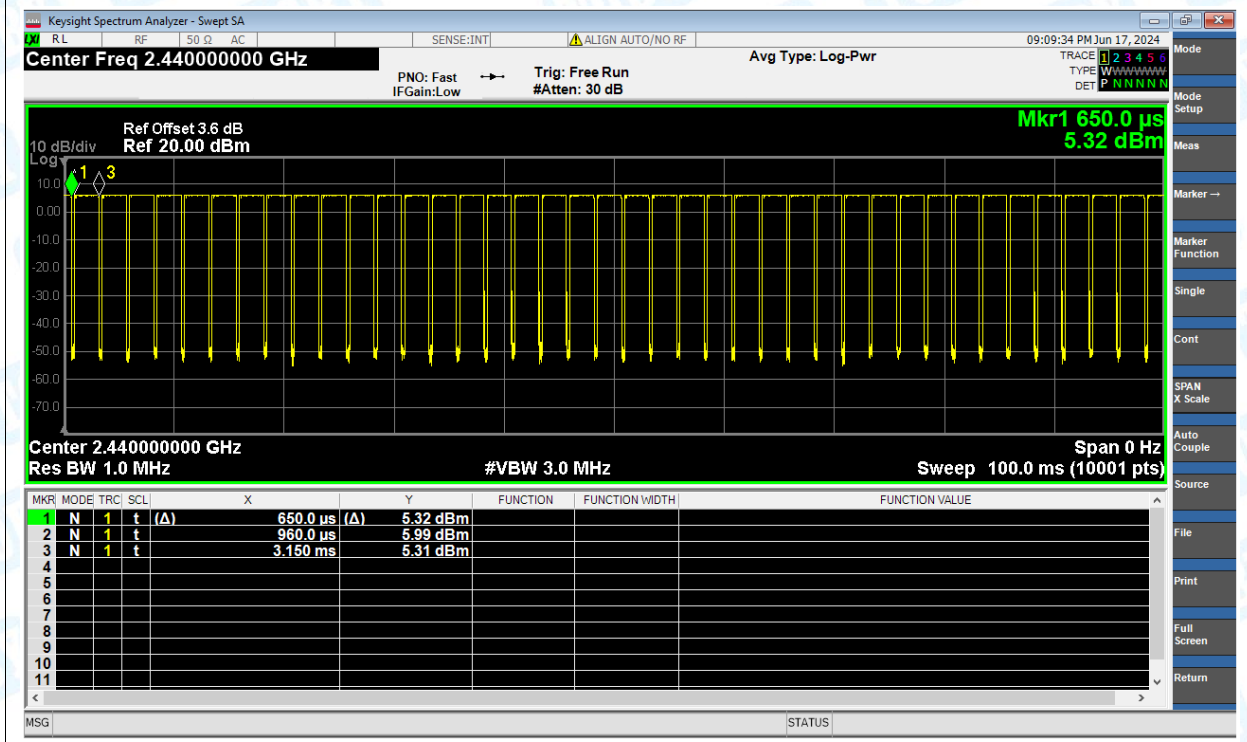 Keysight Spectrum Analyzer - Swept SA
LXI RL RF 50 Ω AC SENSE:INT ALIGN AUTO/NO RF 09:09:34 PM Jun 17, 2024
Center Freq 2.440000000 GHz
PNO: Fast
IFGain:Low
Trig: Free Run
#Atten: 30 dB
Avg Type: Log-Pwr
TRACE 1 2 3 4 5 6
TYPE WWWWWW
DET P N N N N N
Mkr1 650.0 µs
5.32 dBm
Ref Offset 3.6 dB
10 dB/div Ref 20.00 dBm
Log
1 3
10.0
0.00
-10.0
-20.0
-30.0
-40.0
-50.0
-60.0
-70.0
Center 2.440000000 GHz Span 0 Hz
Res BW 1.0 MHz #VBW 3.0 MHz Sweep 100.0 ms (10001 pts)
MKR MODE TRC SCL X Y FUNCTION FUNCTION WIDTH FUNCTION VALUE
1 N 1 t (Δ) 650.0 µs (Δ) 5.32 dBm
2 N 1 t 960.0 µs 5.99 dBm
3 N 1 t 3.150 ms 5.31 dBm
4
5
6
7
8
9
10
11
MSG STATUS
Mode
Mode
Setup
Meas
Marker →
Marker
Function
Single
Cont
SPAN
X Scale
Auto
Couple
Source
File
Print
Full
Screen
Return